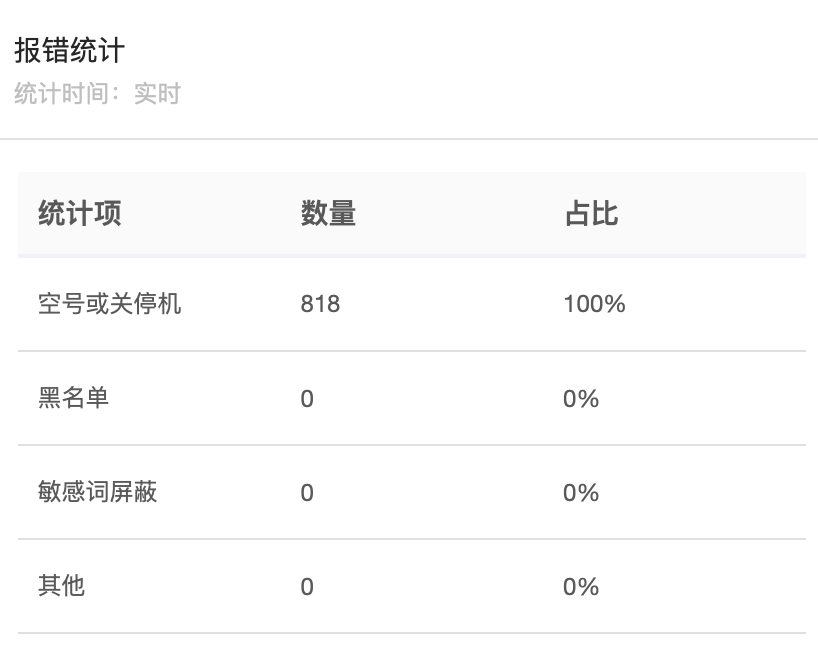 报错统计
统计时间：实时
统计项 数量 占比
空号或关停机 818 100%
黑名单 0 0%
敏感词屏蔽 0 0%
其他 0 0%